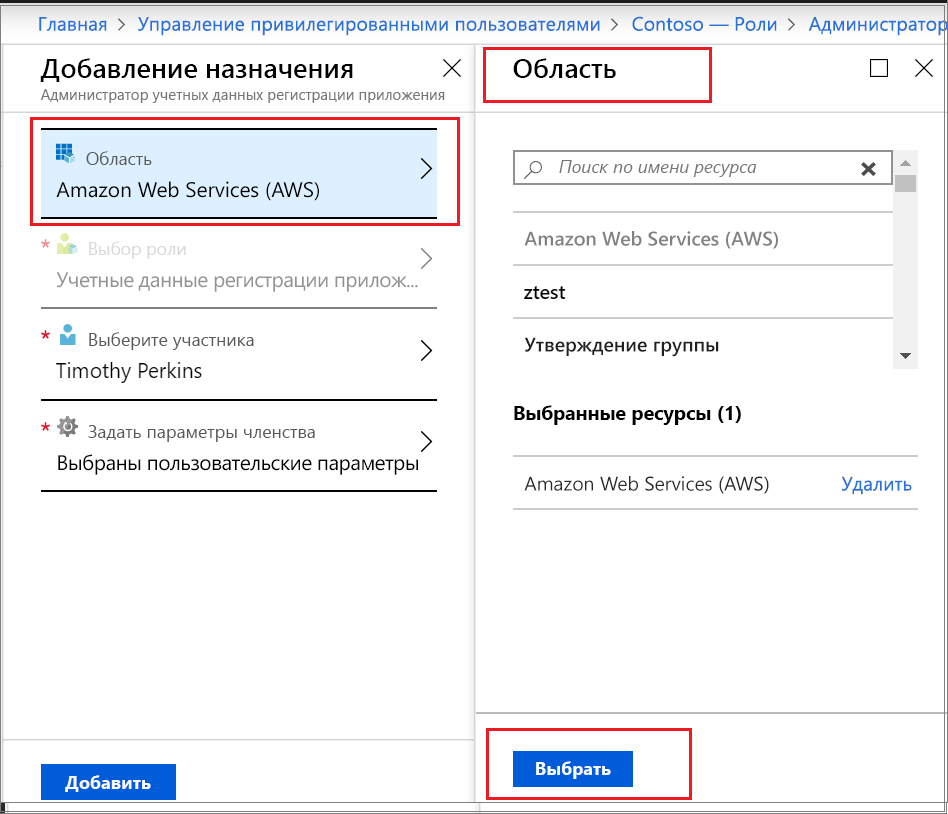 Главная > Управление привилегированными пользователями > Contoso — Роли > Администратор
Добавление назначения
Администратор учетных данных регистрации приложения
Область
Amazon Web Services (AWS)
* Выбор роли
Учетные данные регистрации прилож...
* Выберите участника
Timothy Perkins
* Задать параметры членства
Выбраны пользовательские параметры
Добавить
Область
Поиск по имени ресурса
Amazon Web Services (AWS)
ztest
Утверждение группы
Выбранные ресурсы (1)
Amazon Web Services (AWS) Удалить
Выбрать